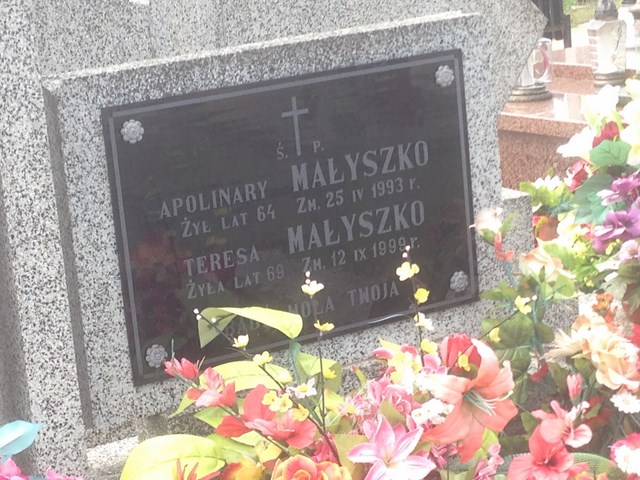 Ś. P.
APOLINARY MAŁYSZKO
ŻYŁ LAT 64 ZM. 25 IV 1993 r.
TERESA MAŁYSZKO
ŻYŁA LAT 69 ZM. 12 IX 1999 r.
WOLA TWOJA